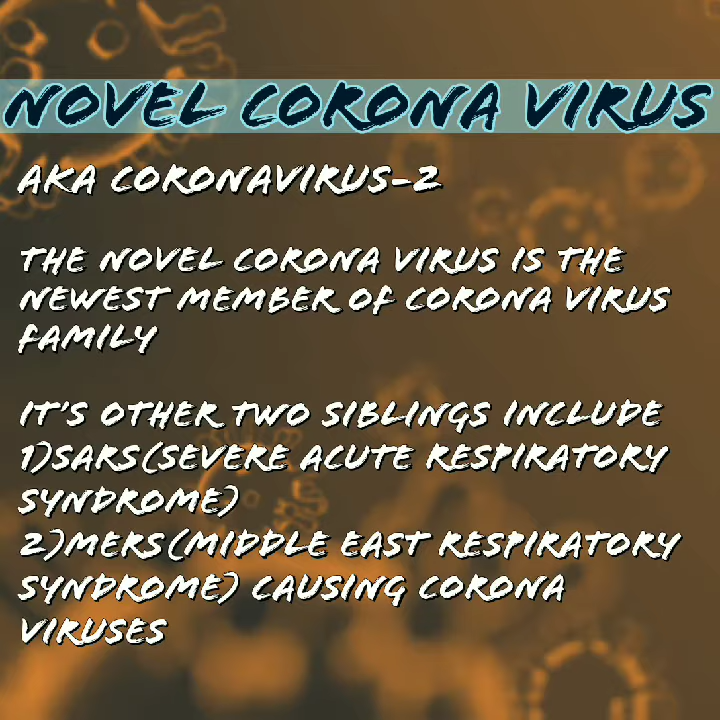 NOVEL CORONA VIRUS
AKA CORONAVIRUS-2
THE NOVEL CORONA VIRUS IS THE
NEWEST MEMBER OF CORONA VIRUS
FAMILY
IT'S OTHER TWO SIBLINGS INCLUDE
1)SARS(SEVERE ACUTE RESPIRATORY
SYNDROME)
2)MERS(MIDDLE EAST RESPIRATORY
SYNDROME) CAUSING CORONA
VIRUSES